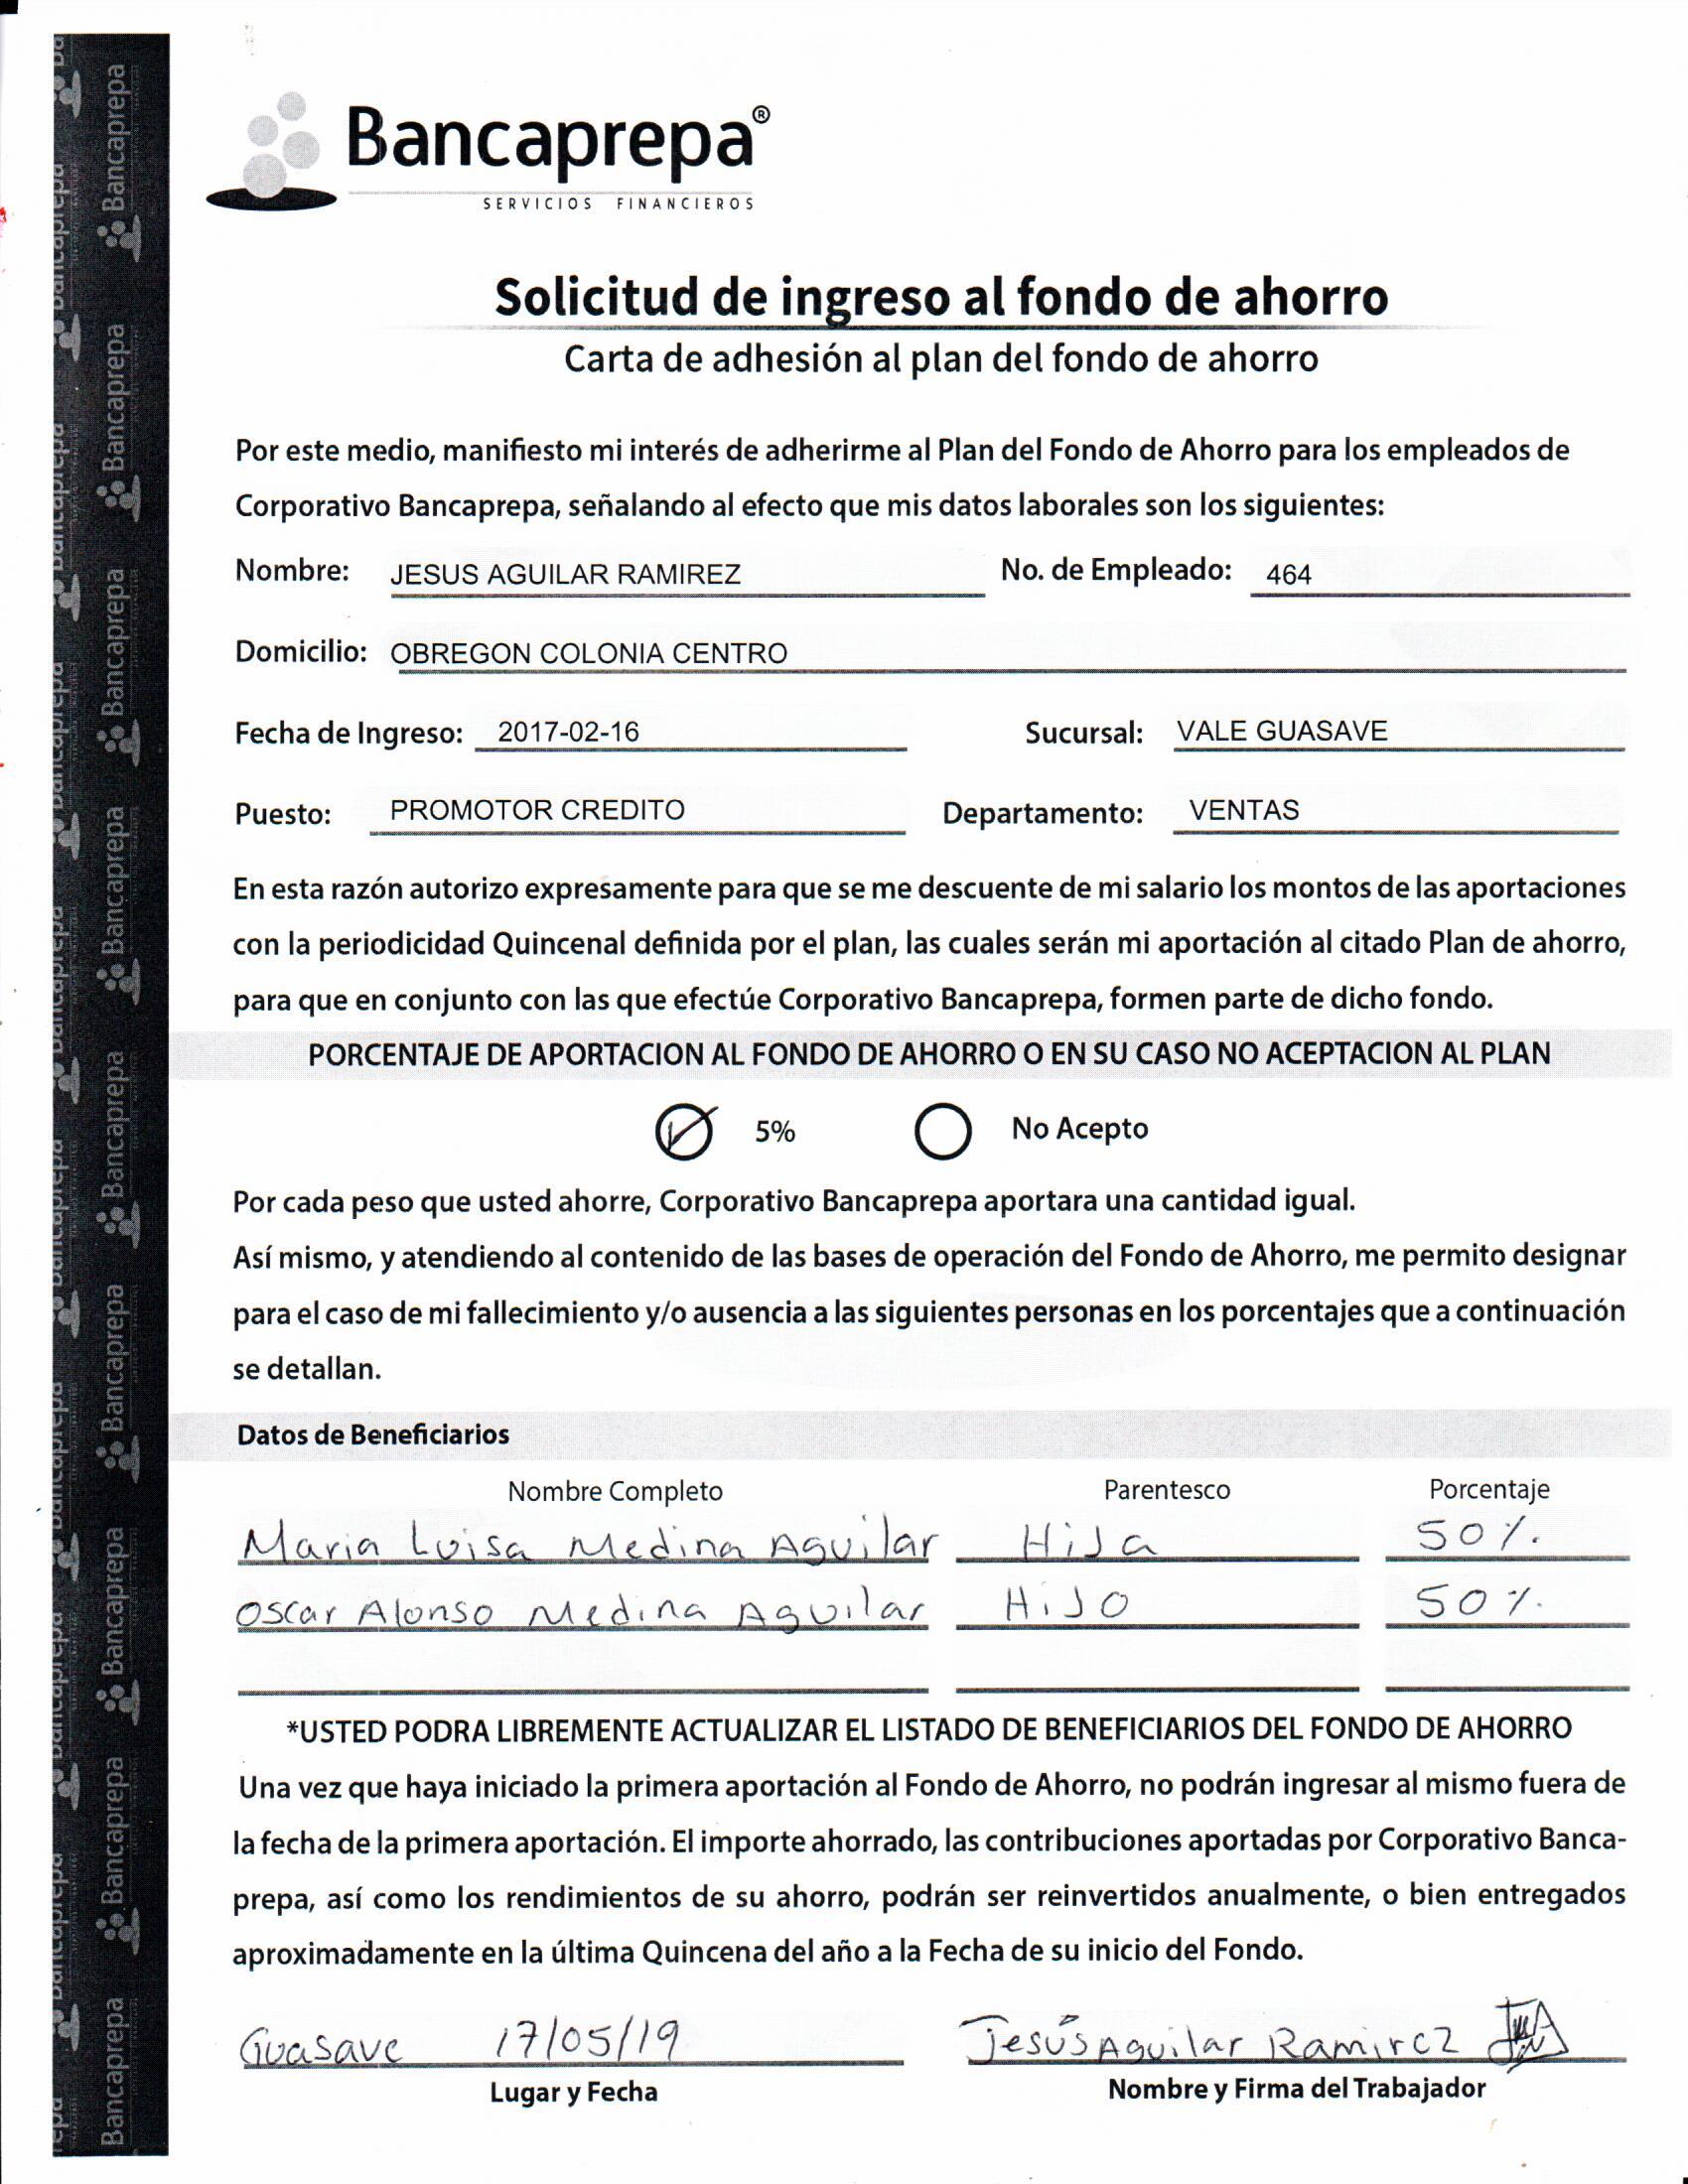 Bancaprepa®
SERVICIOS FINANCIEROS
Solicitud de ingreso al fondo de ahorro
Carta de adhesión al plan del fondo de ahorro
Por este medio, manifiesto mi interés de adherirme al Plan del Fondo de Ahorro para los empleados de
Corporativo Bancaprepa, señalando al efecto que mis datos laborales son los siguientes:
Nombre: JESUS AGUILAR RAMIREZ No. de Empleado: 464
Domicilio: OBREGON COLONIA CENTRO
Fecha de Ingreso: 2017-02-16 Sucursal: VALE GUASAVE
Puesto: PROMOTOR CREDITO Departamento: VENTAS
En esta razón autorizo expresamente para que se me descuente de mi salario los montos de las aportaciones
con la periodicidad Quincenal definida por el plan, las cuales serán mi aportación al citado Plan de ahorro,
para que en conjunto con las que efectúe Corporativo Bancaprepa, formen parte de dicho fondo.
PORCENTAJE DE APORTACION AL FONDO DE AHORRO O EN SU CASO NO ACEPTACION AL PLAN
5% No Acepto
Por cada peso que usted ahorre, Corporativo Bancaprepa aportara una cantidad igual.
Así mismo, y atendiendo al contenido de las bases de operación del Fondo de Ahorro, me permito designar
para el caso de mi fallecimiento y/o ausencia a las siguientes personas en los porcentajes que a continuación
se detallan.
Datos de Beneficiarios
Nombre Completo Parentesco Porcentaje
Maria Luisa Medina Aguilar HiJa 50%.
Oscar Alonso Medina Aguilar HiJO 50%.
*USTED PODRA LIBREMENTE ACTUALIZAR EL LISTADO DE BENEFICIARIOS DEL FONDO DE AHORRO
Una vez que haya iniciado la primera aportación al Fondo de Ahorro, no podrán ingresar al mismo fuera de
la fecha de la primera aportación. El importe ahorrado, las contribuciones aportadas por Corporativo Banca-
prepa, así como los rendimientos de su ahorro, podrán ser reinvertidos anualmente, o bien entregados
aproximadamente en la última Quincena del año a la Fecha de su inicio del Fondo.
Guasave 17/05/19 Jesús Aguilar Ramirez
Lugar y Fecha Nombre y Firma del Trabajador
Bancaprepa
Bancaprepa
Bancaprepa
Bancaprepa
Bancaprepa
Bancaprepa
Bancaprepa
Bancaprepa
Bancaprepa